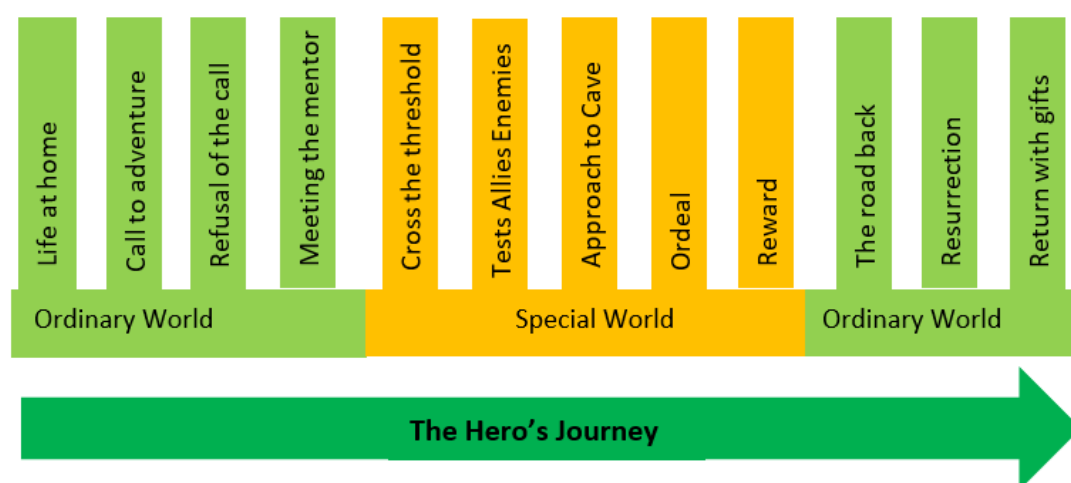 Life at home
Call to adventure
Refusal of the call
Meeting the mentor
Cross the threshold
Tests Allies Enemies
Approach to Cave
Ordeal
Reward
The road back
Resurrection
Return with gifts
Ordinary World
Special World
Ordinary World
The Hero’s Journey